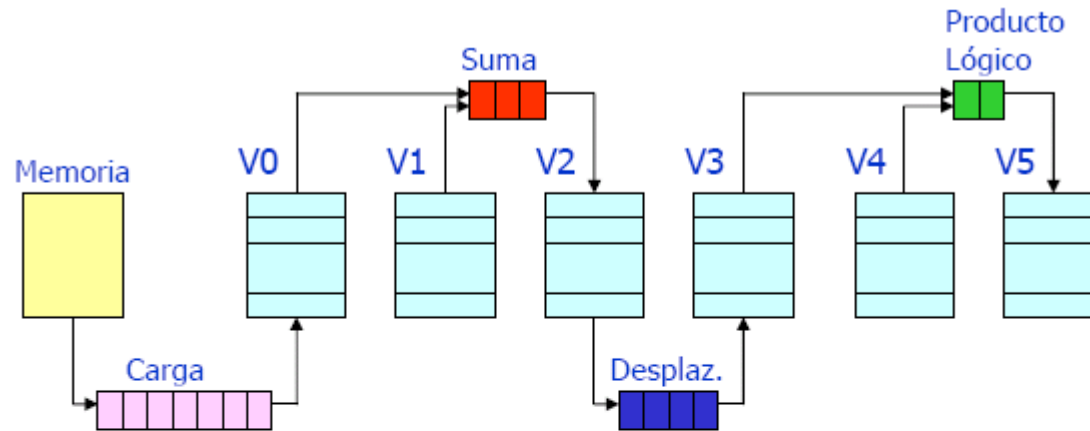 Producto
Lógico
Suma
V0
V1
V2
V3
V4
V5
Memoria
Carga
Desplaz.